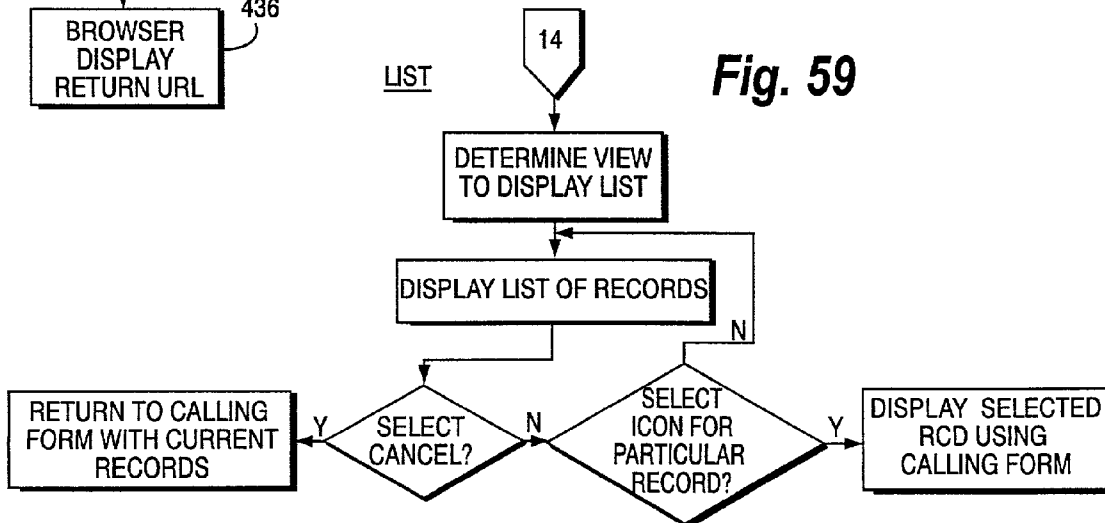 436
BROWSER
DISPLAY
RETURN URL
14
LIST
Fig. 59
DETERMINE VIEW
TO DISPLAY LIST
DISPLAY LIST OF RECORDS
N
RETURN TO CALLING
FORM WITH CURRENT
RECORDS
Y
SELECT
CANCEL?
N
SELECT
ICON FOR
PARTICULAR
RECORD?
Y
DISPLAY SELECTED
RCD USING
CALLING FORM